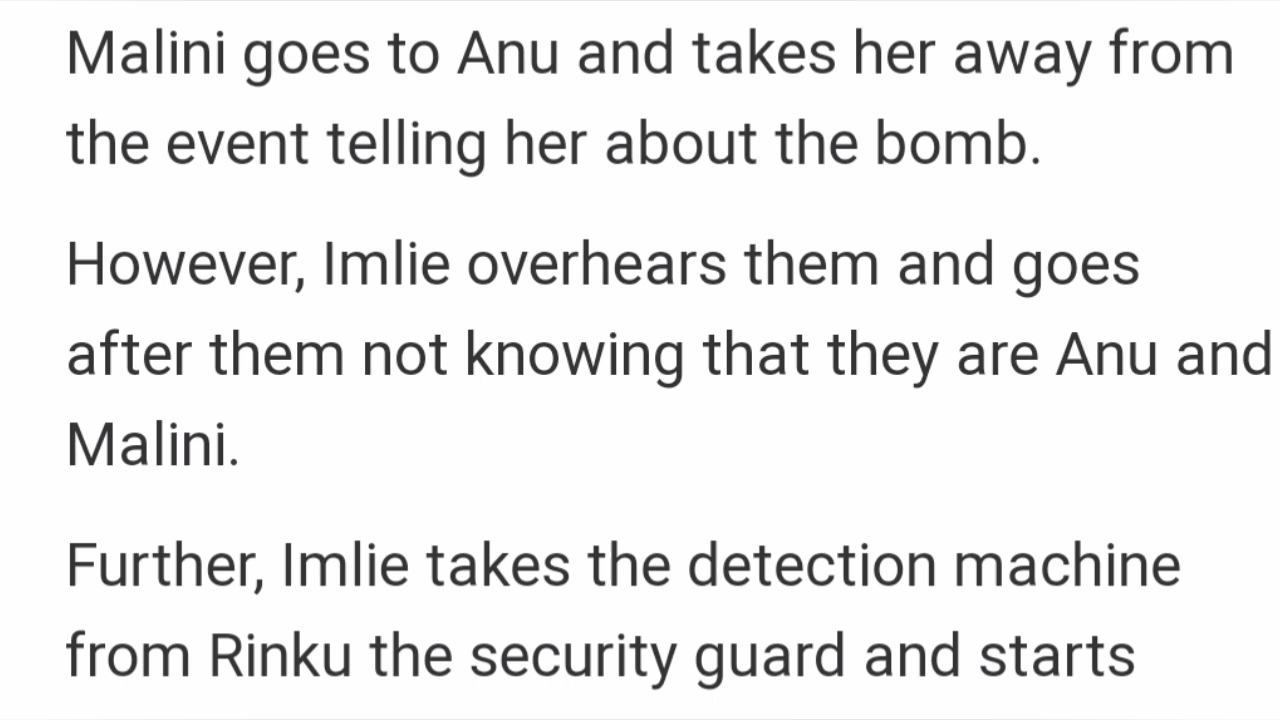 Malini goes to Anu and takes her away from
the event telling her about the bomb.
However, Imlie overhears them and goes
after them not knowing that they are Anu and
Malini.
Further, Imlie takes the detection machine
from Rinku the security guard and starts